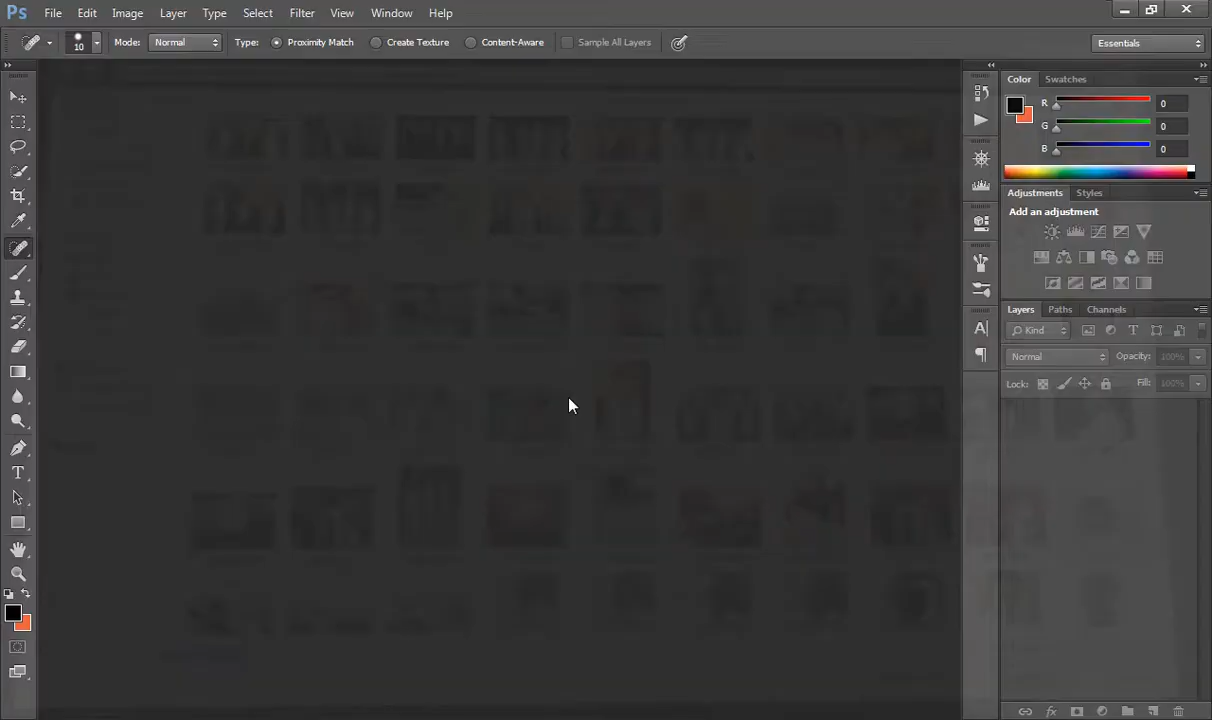 Ps File Edit Image Layer Type Select Filter View Window Help
10 Mode: Normal Type: Proximity Match Create Texture Content-Aware Sample All Layers Essentials
Color Swatches
R 0
G 0
B 0
Adjustments Styles
Add an adjustment
Layers Paths Channels
Kind
Normal Opacity: 100%
Lock: Fill: 100%